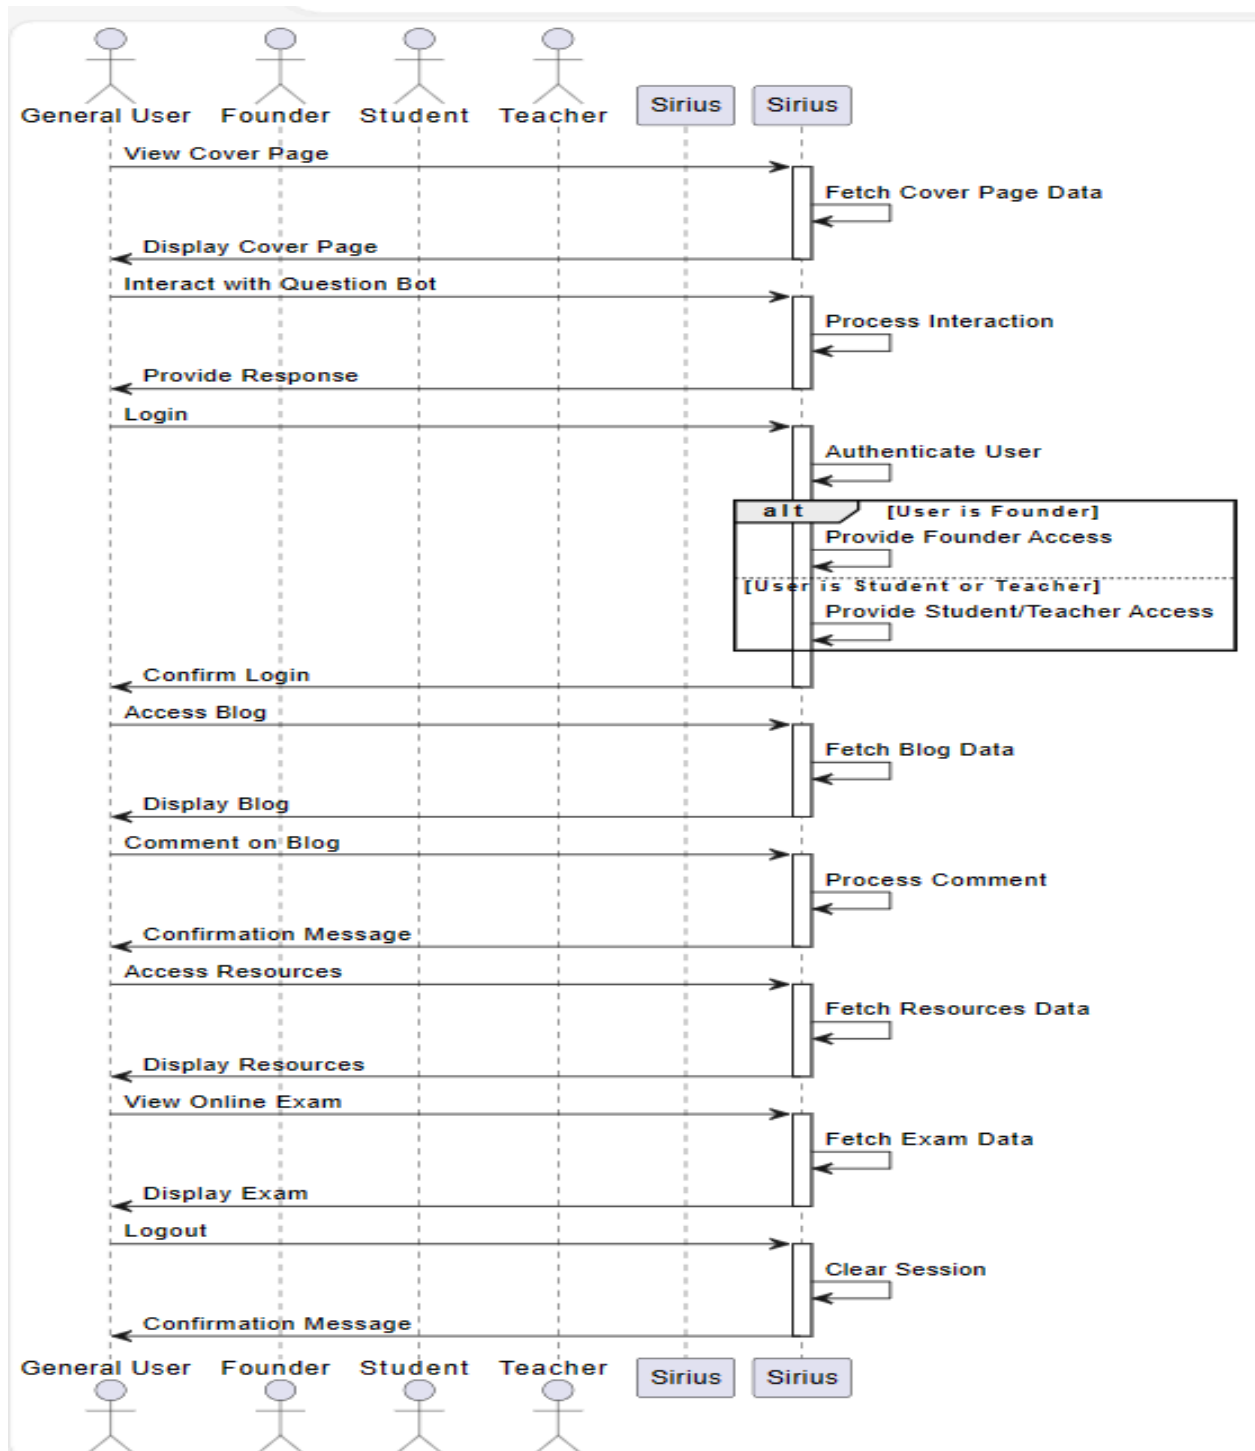 General User Founder Student Teacher Sirius Sirius
View Cover Page
Fetch Cover Page Data
Display Cover Page
Interact with Question Bot
Process Interaction
Provide Response
Login
Authenticate User
alt [User is Founder]
Provide Founder Access
[User is Student or Teacher]
Provide Student/Teacher Access
Confirm Login
Access Blog
Fetch Blog Data
Display Blog
Comment on Blog
Process Comment
Confirmation Message
Access Resources
Fetch Resources Data
Display Resources
View Online Exam
Fetch Exam Data
Display Exam
Logout
Clear Session
Confirmation Message
General User Founder Student Teacher Sirius Sirius